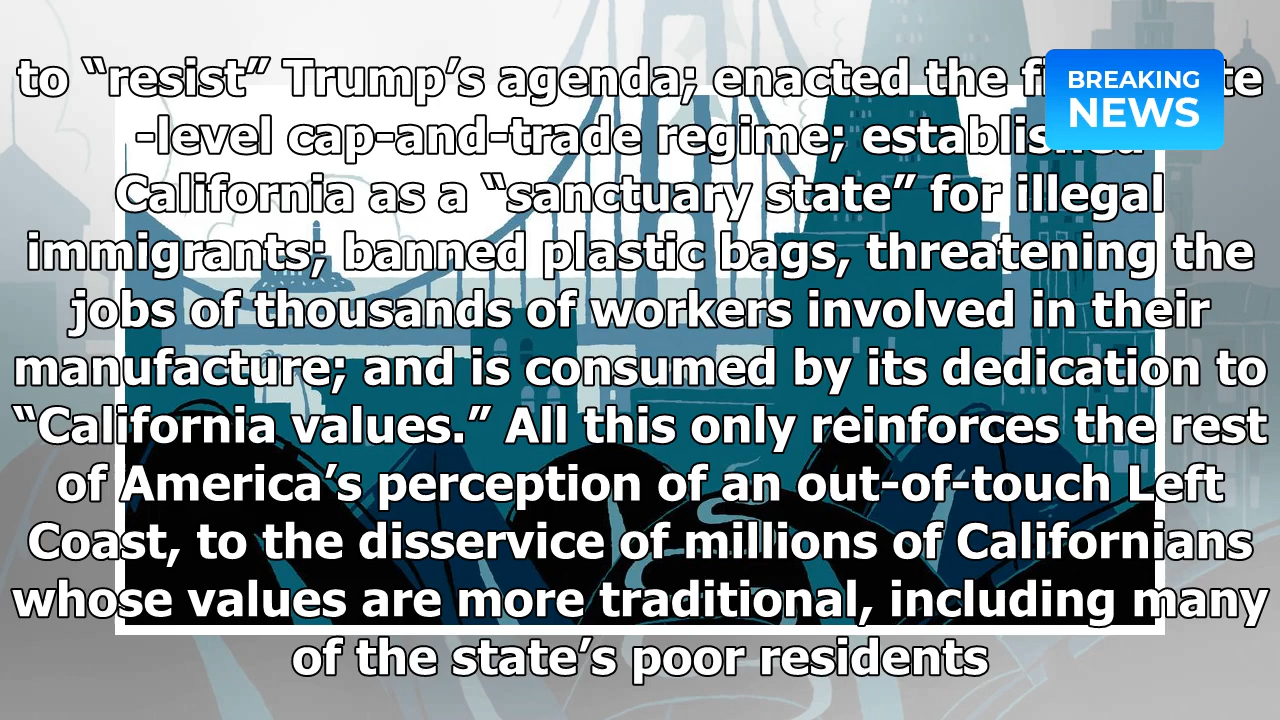 to “resist” Trump’s agenda; enacted the
-level cap-and-trade regime; established
California as a “sanctuary state” for illegal
immigrants; banned plastic bags, threatening the
jobs of thousands of workers involved in their
manufacture; and is consumed by its dedication to
“California values.” All this only reinforces the rest
of America’s perception of an out-of-touch Left
Coast, to the disservice of millions of Californians
whose values are more traditional, including many
of the state’s poor residents
BREAKING
NEWS